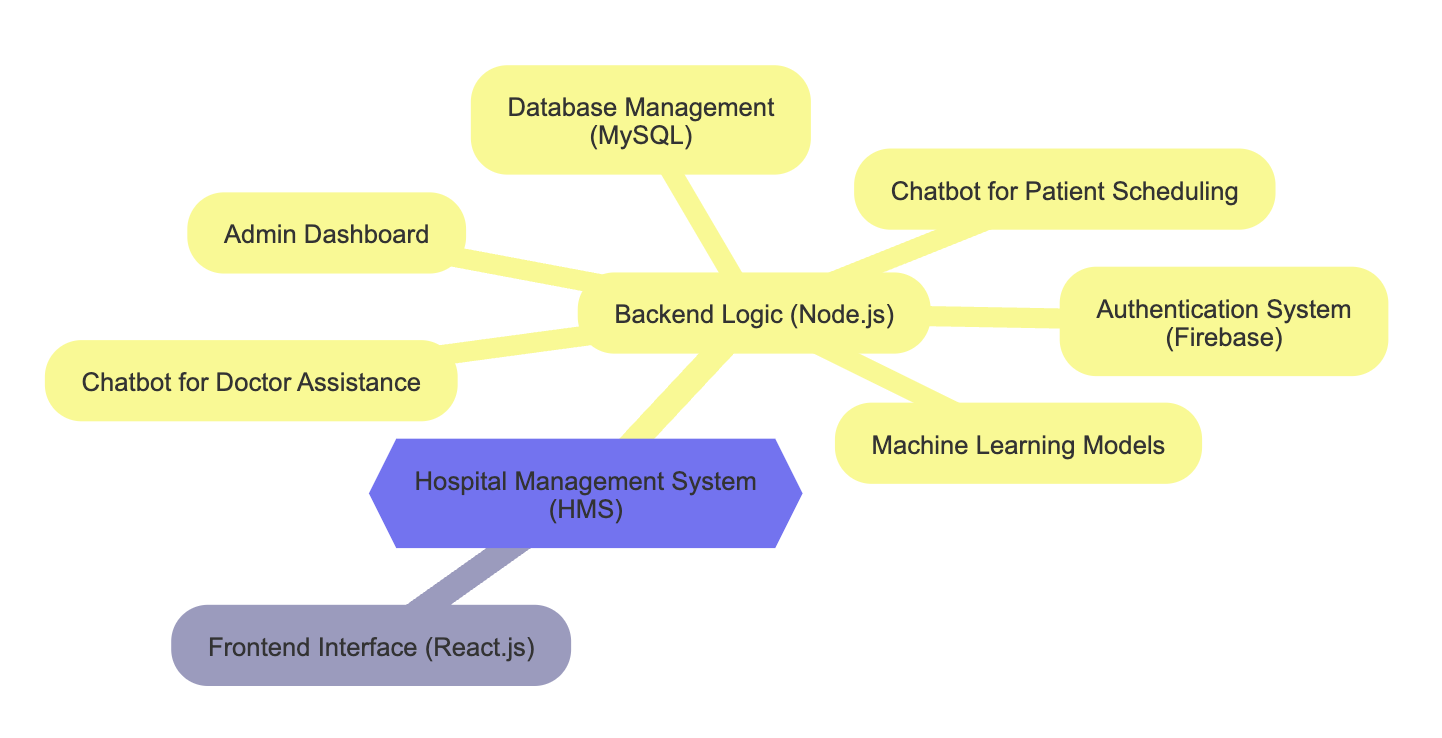 Database Management
(MySQL)
Chatbot for Patient Scheduling
Admin Dashboard
Backend Logic (Node.js)
Authentication System
(Firebase)
Chatbot for Doctor Assistance
Machine Learning Models
Hospital Management System
(HMS)
Frontend Interface (React.js)